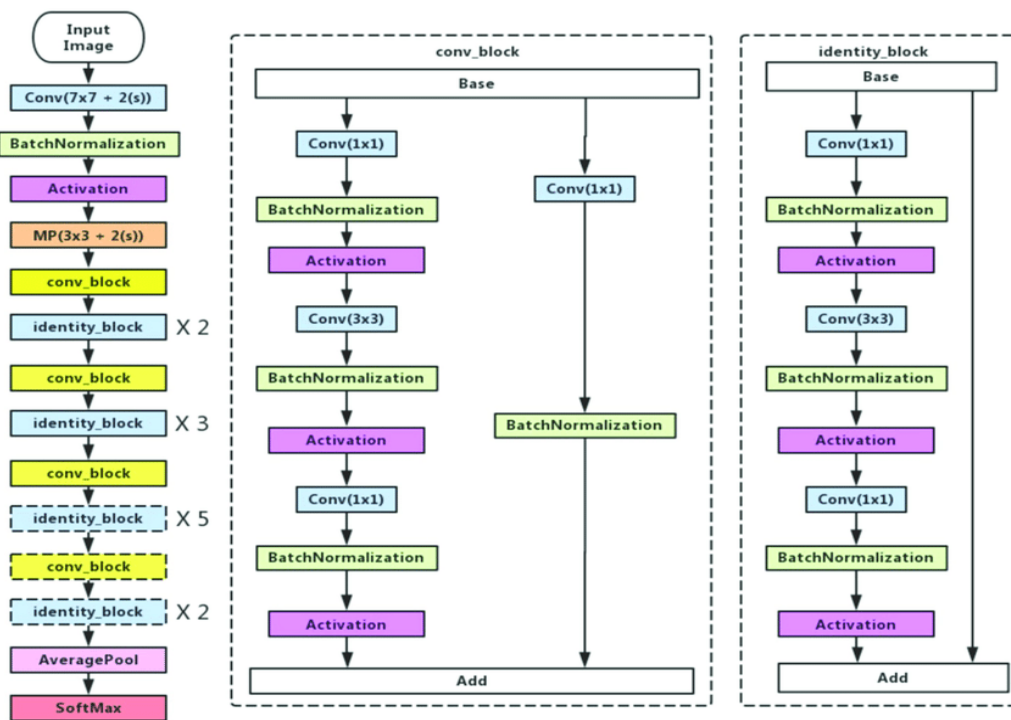 Input
Image
Conv(7x7 + 2(s))
BatchNormalization
Activation
MP(3x3 + 2(s))
conv_block
identity_block X 2
conv_block
identity_block X 3
conv_block
identity_block X 5
conv_block
identity_block X 2
AveragePool
SoftMax
conv_block
Base
Conv(1x1)
BatchNormalization
Activation
Conv(3x3)
BatchNormalization
Activation
Conv(1x1)
BatchNormalization
Activation
Conv(1x1)
BatchNormalization
Add
identity_block
Base
Conv(1x1)
BatchNormalization
Activation
Conv(3x3)
BatchNormalization
Activation
Conv(1x1)
BatchNormalization
Activation
Add